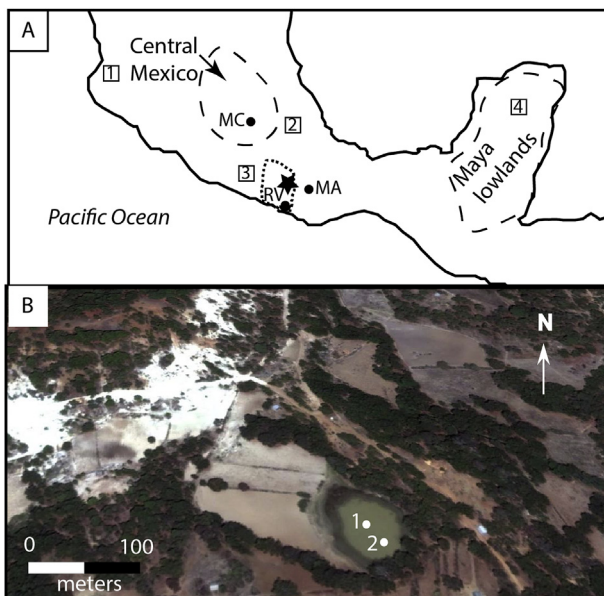 A
Central
Mexico
1
MC
2
4
3
RV
MA
Maya
lowlands
Pacific Ocean
B
N
1
2
0
100
meters